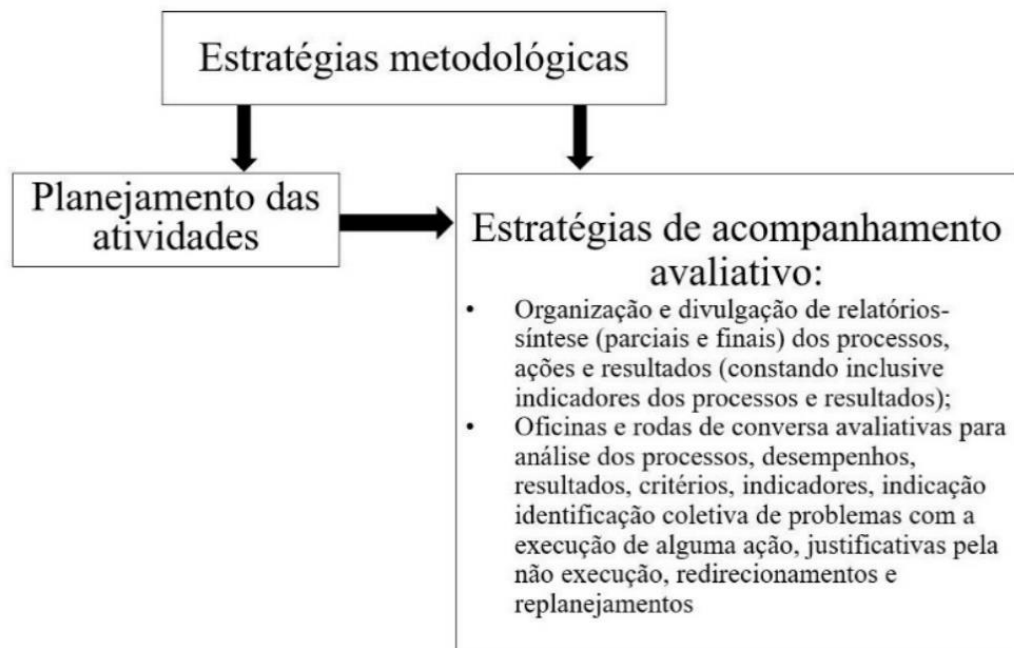 Estratégias metodológicas
Planejamento das
atividades
Estratégias de acompanhamento
avaliativo:
• Organização e divulgação de relatórios-
síntese (parciais e finais) dos processos,
ações e resultados (constando inclusive
indicadores dos processos e resultados);
• Oficinas e rodas de conversa avaliativas para
análise dos processos, desempenhos,
resultados, critérios, indicadores, indicação
identificação coletiva de problemas com a
execução de alguma ação, justificativas pela
não execução, redirecionamentos e
replanejamentos